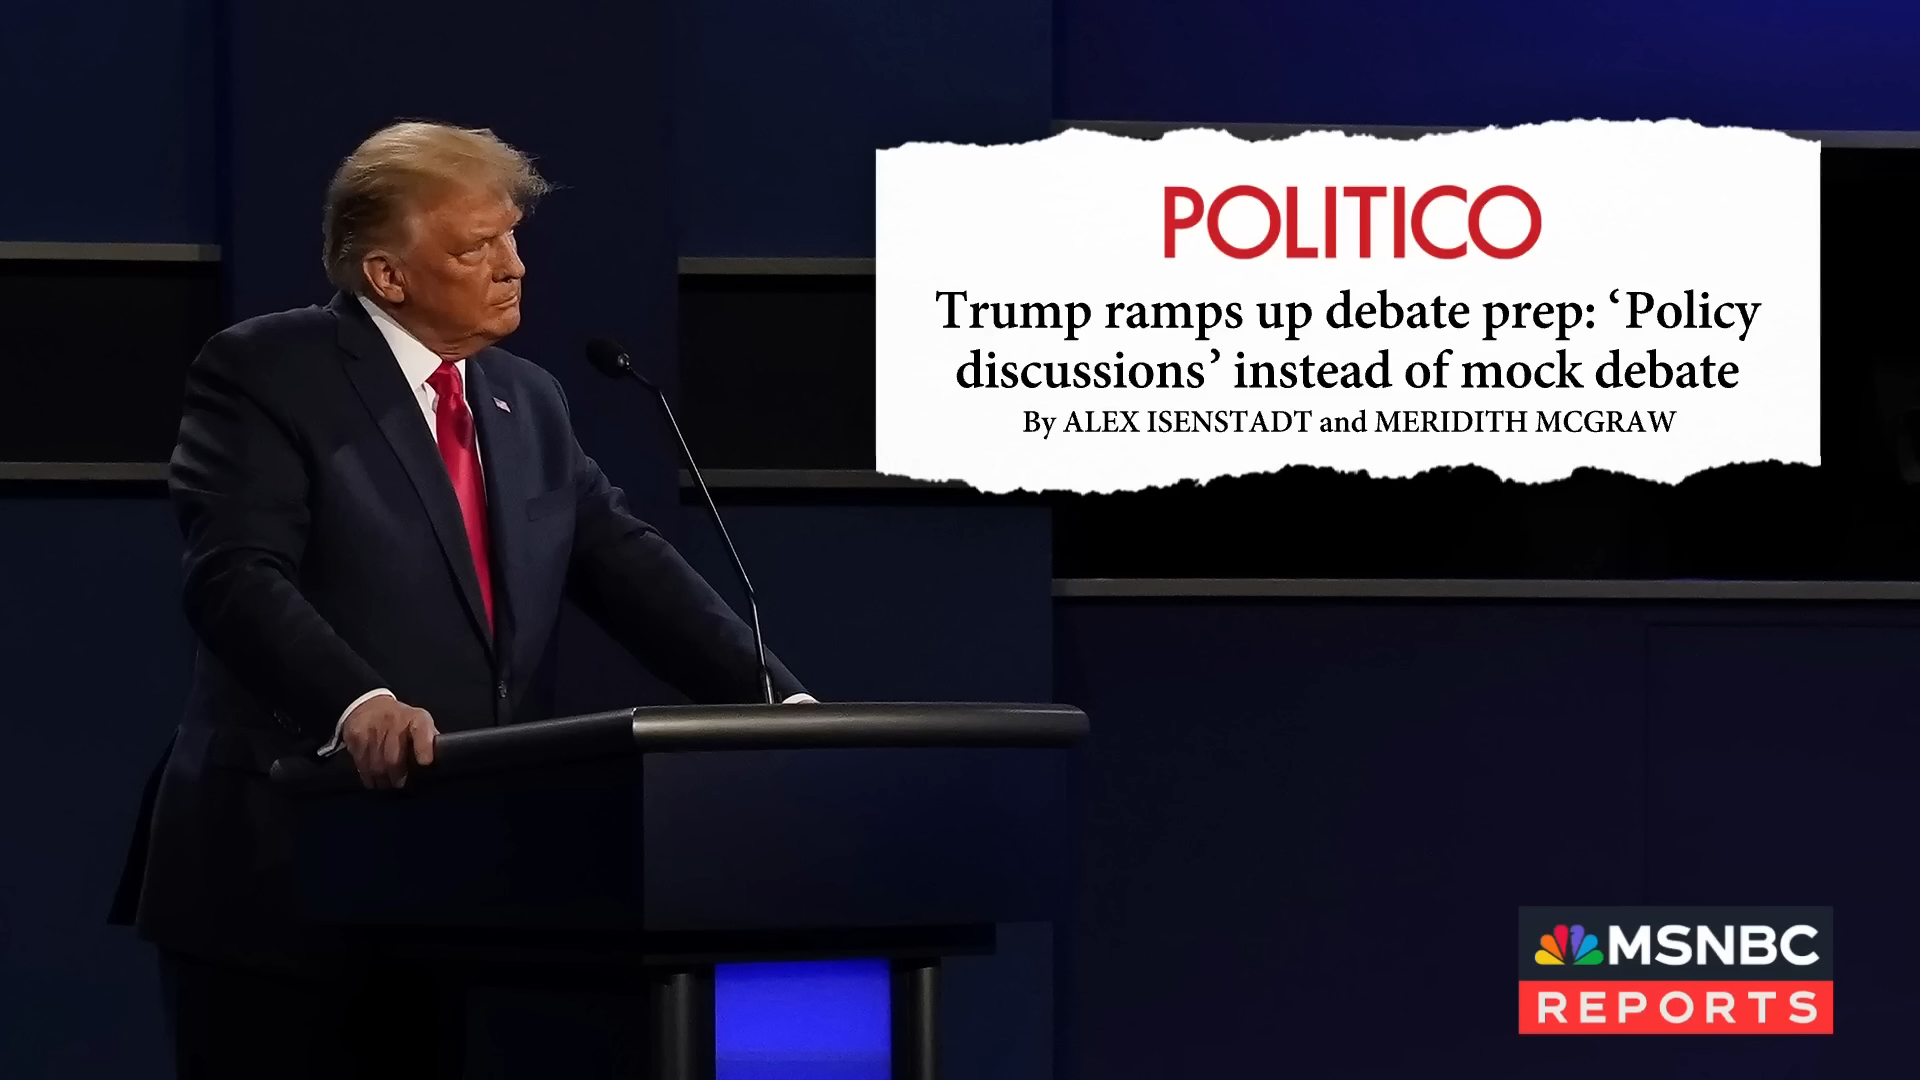 POLITICO
Trump ramps up debate prep: ‘Policy
discussions’ instead of mock debate
By ALEX ISENSTADT and MERIDITH MCGRAW
MSNBC
REPORTS